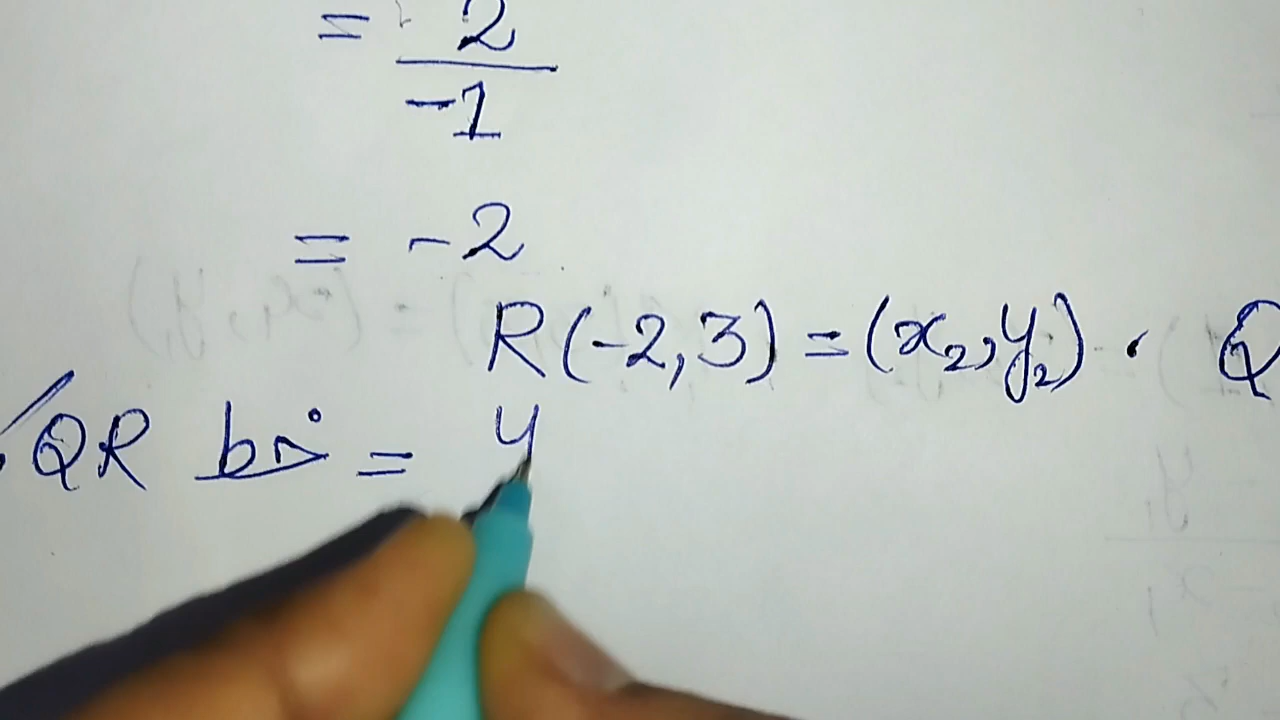 = 2
-1
= -2
R(-2,3) = (x₂, y₂) . Q
QR = y